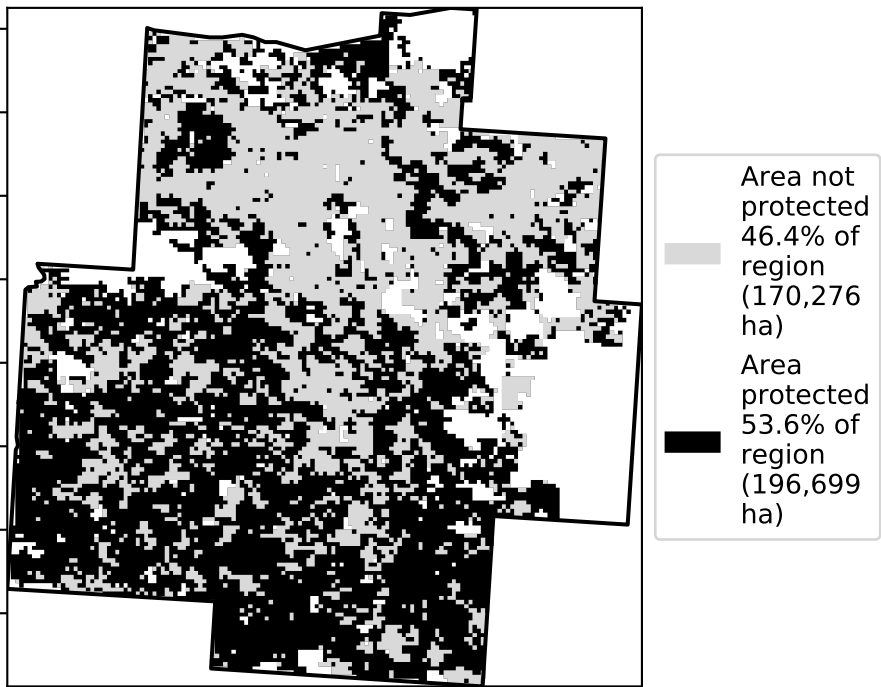 Area not
protected
46.4% of
region
(170,276
ha)
Area
protected
53.6% of
region
(196,699
ha)